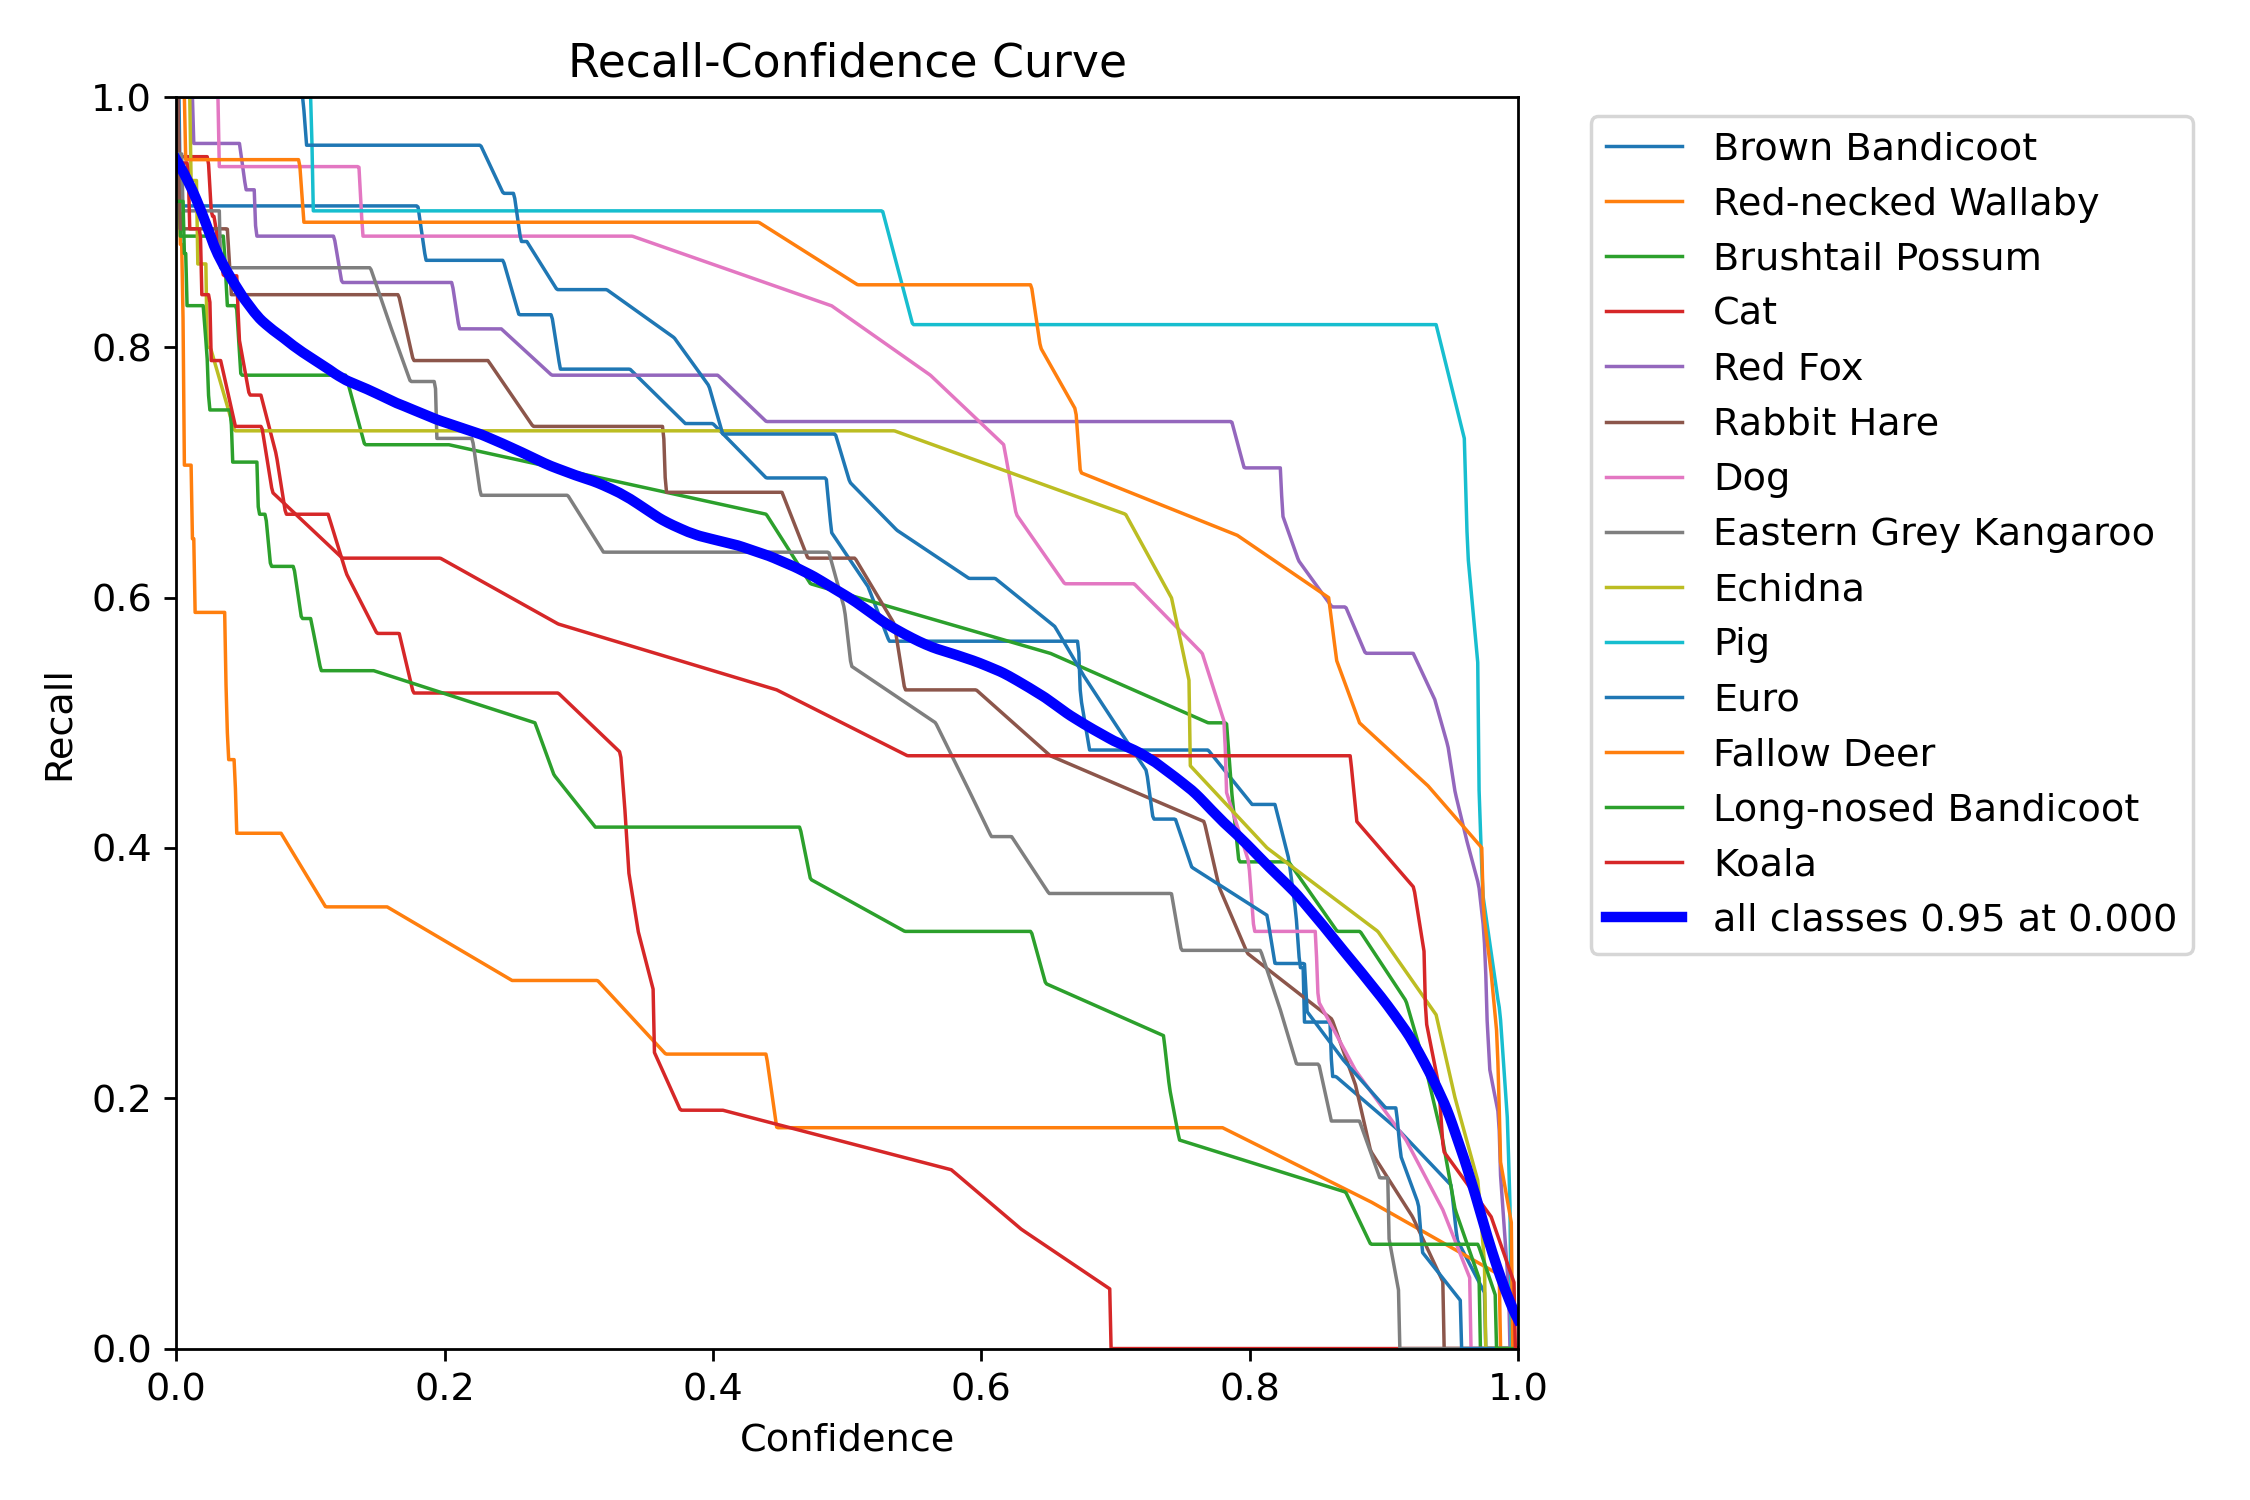 Recall-Confidence Curve
1.0
0.8
0.6
0.4
0.2
0.0
Recall
0.0 0.2 0.4 0.6 0.8 1.0
Confidence
Brown Bandicoot
Red-necked Wallaby
Brushtail Possum
Cat
Red Fox
Rabbit Hare
Dog
Eastern Grey Kangaroo
Echidna
Pig
Euro
Fallow Deer
Long-nosed Bandicoot
Koala
all classes 0.95 at 0.000